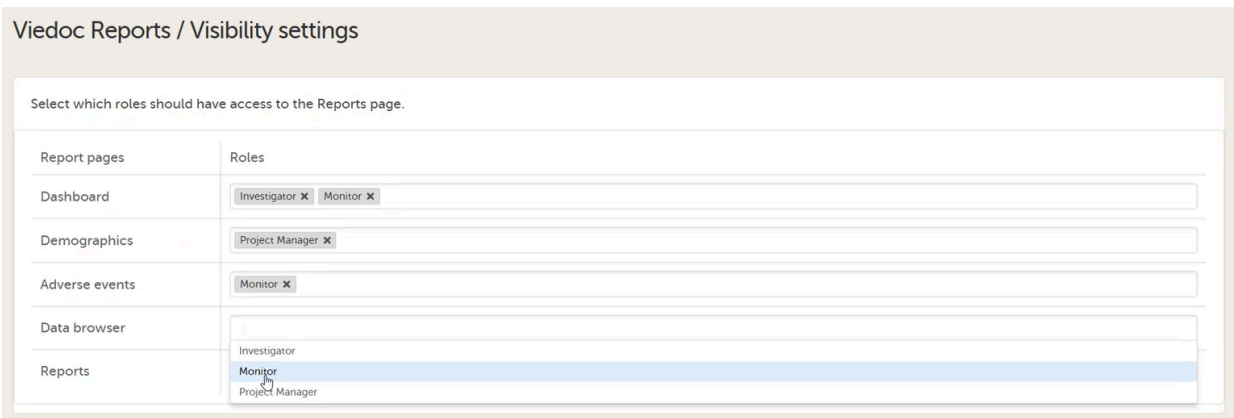 Viedoc Reports / Visibility settings
Select which roles should have access to the Reports page.
Report pages Roles
Dashboard Investigator × Monitor ×
Demographics Project Manager ×
Adverse events Monitor ×
Data browser
Investigator
Reports Monitor
Project Manager